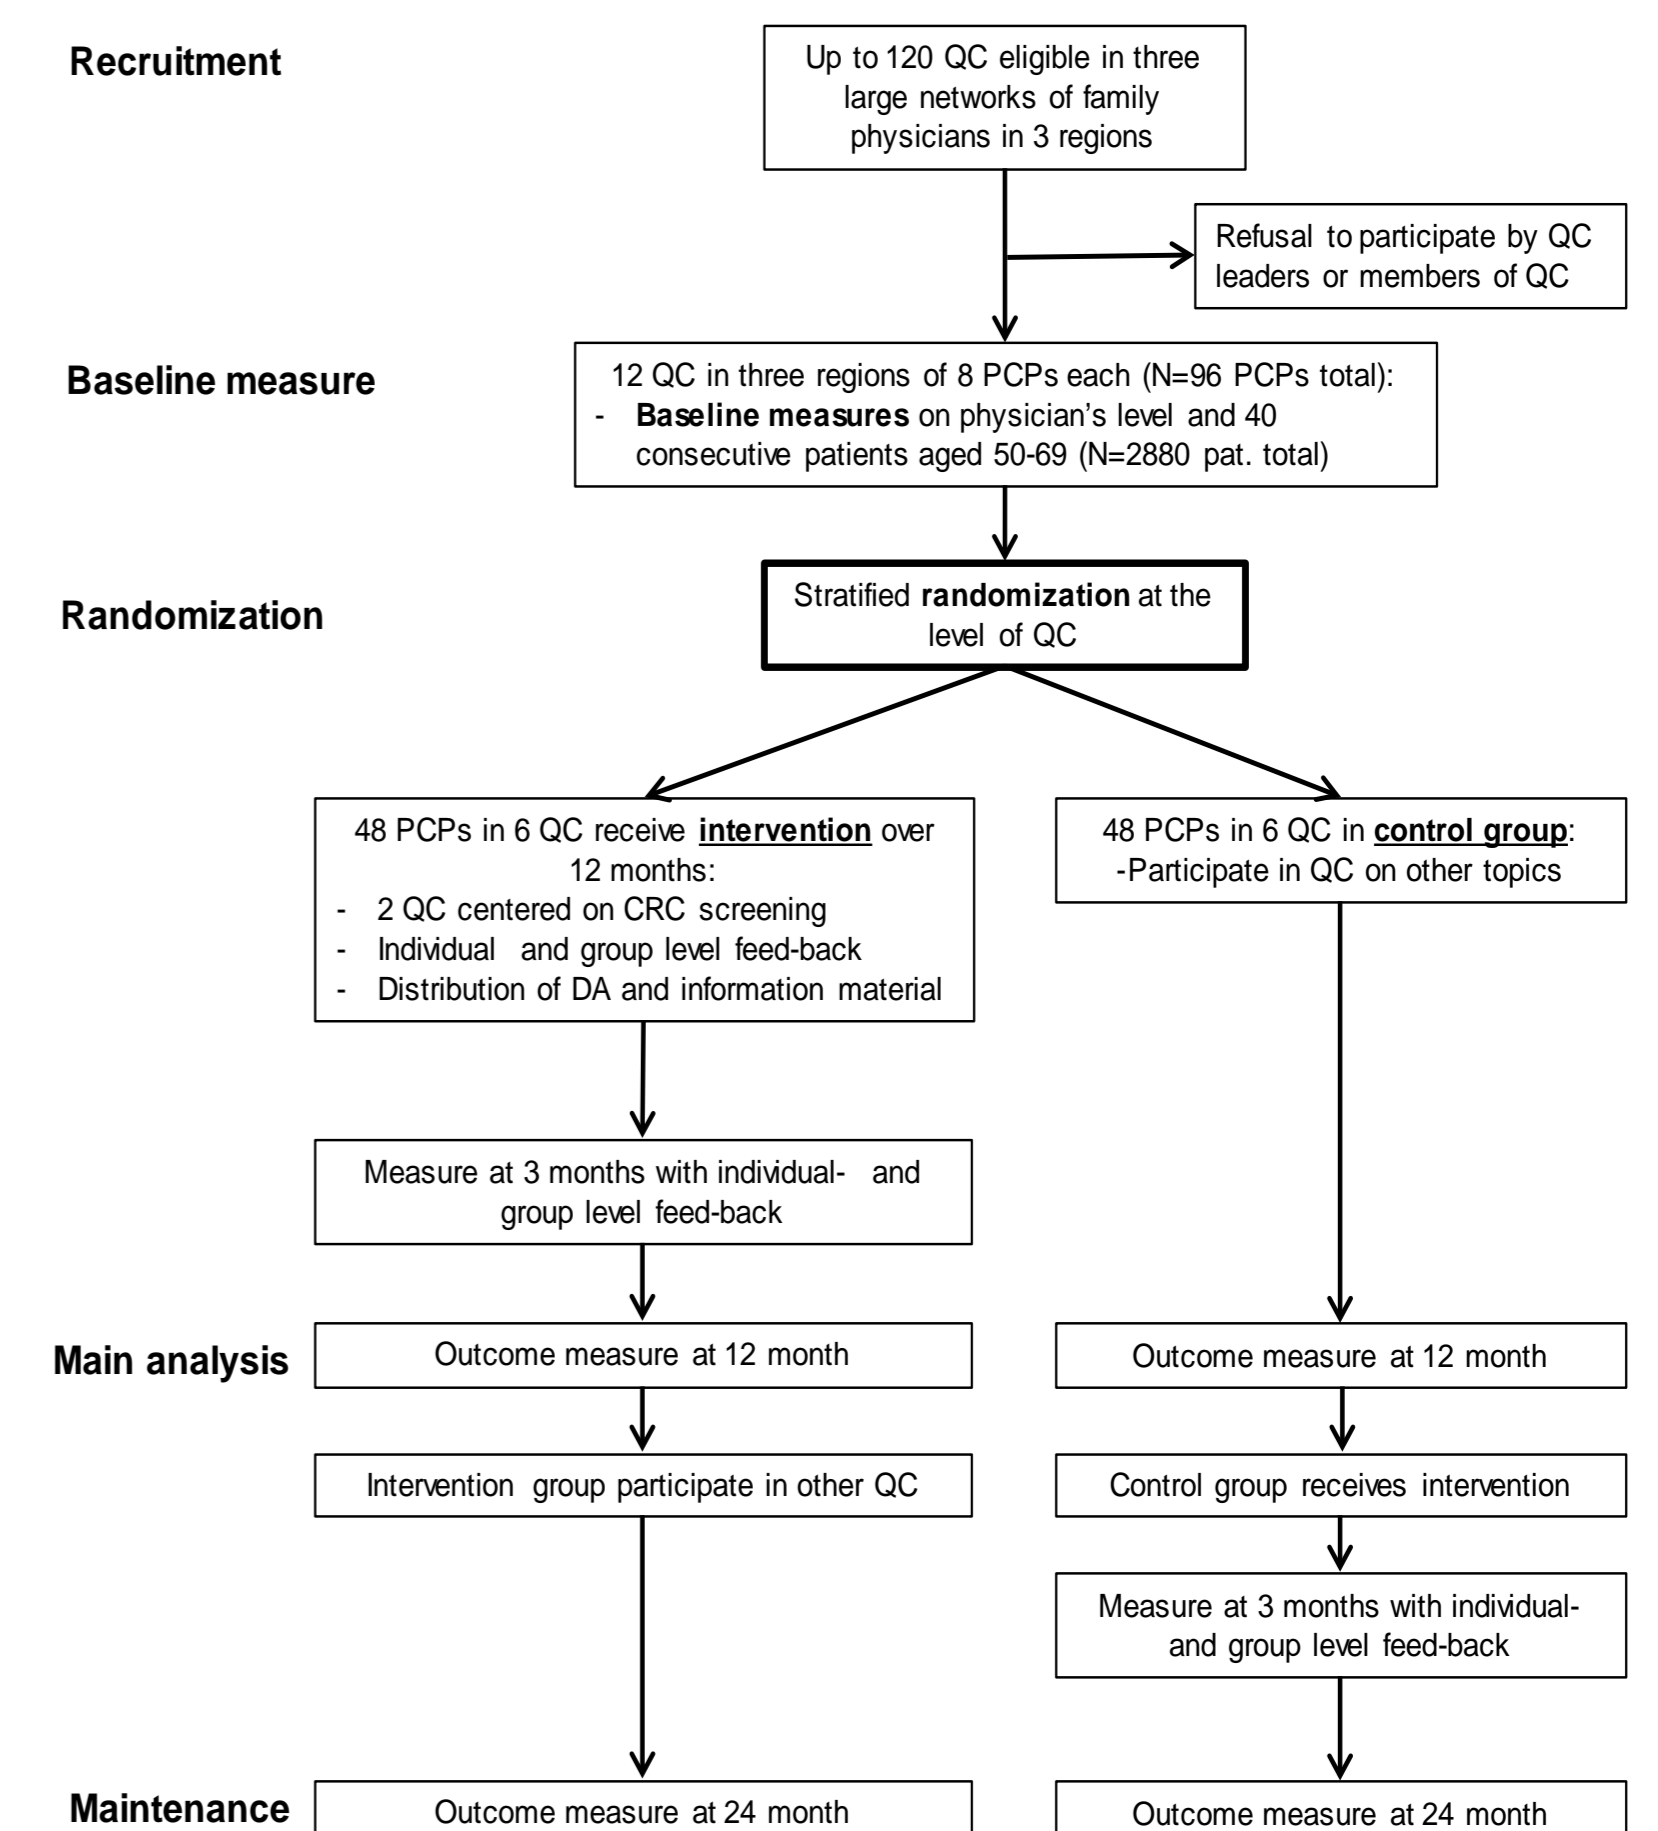 Recruitment
Up to 120 QC eligible in three
large networks of family
physicians in 3 regions
Refusal to participate by QC
leaders or members of QC
Baseline measure
12 QC in three regions of 8 PCPs each (N=96 PCPs total):
- Baseline measures on physician's level and 40
consecutive patients aged 50-69 (N=2880 pat. total)
Randomization
Stratified randomization at the
level of QC
48 PCPs in 6 QC receive intervention over
12 months:
- 2 QC centered on CRC screening
- Individual and group level feed-back
- Distribution of DA and information material
48 PCPs in 6 QC in control group:
-Participate in QC on other topics
Measure at 3 months with individual- and
group level feed-back
Main analysis
Outcome measure at 12 month
Outcome measure at 12 month
Intervention group participate in other QC
Control group receives intervention
Measure at 3 months with individual-
and group level feed-back
Maintenance
Outcome measure at 24 month
Outcome measure at 24 month